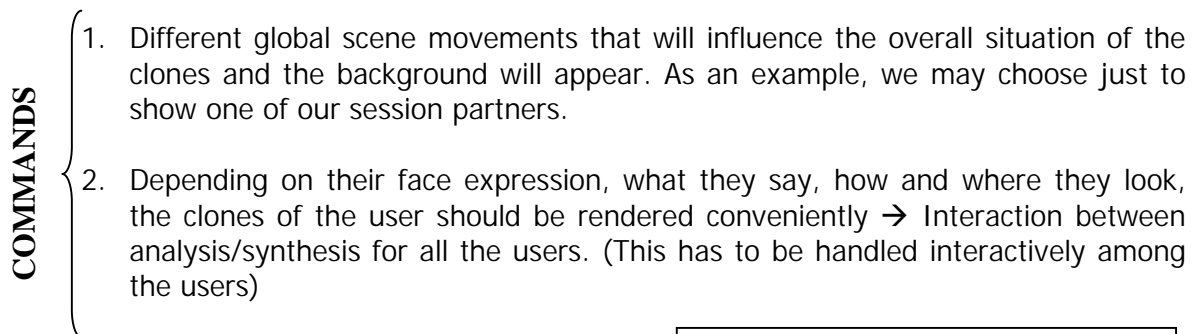 COMMANDS
1. Different global scene movements that will influence the overall situation of the
clones and the background will appear. As an example, we may choose just to
show one of our session partners.
2. Depending on their face expression, what they say, how and where they look,
the clones of the user should be rendered conveniently → Interaction between
analysis/synthesis for all the users. (This has to be handled interactively among
the users)